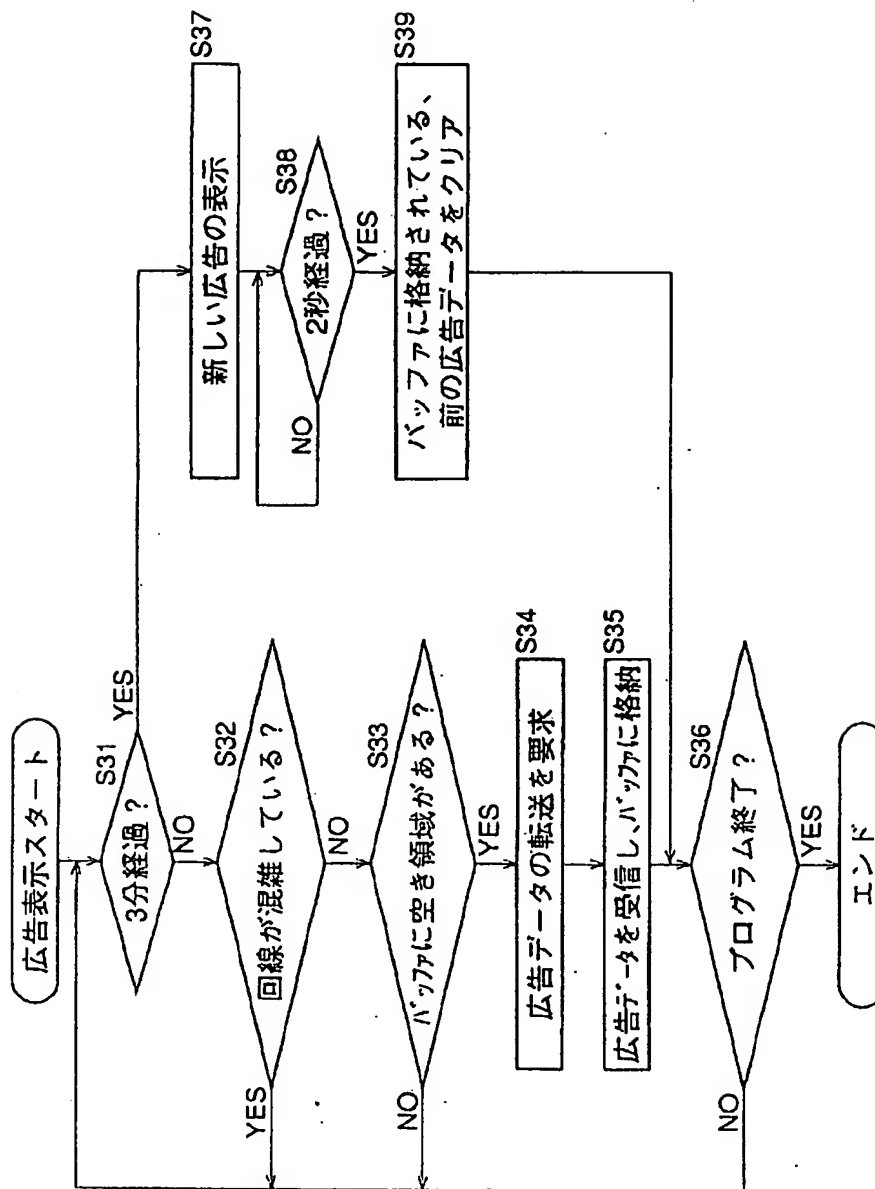 広告表示スタート
S31
3分経過?
YES
NO
S32
回線が混雑している?
YES
NO
S33
バッファに空き領域がある?
NO
YES
S34
広告データの転送を要求
S35
広告データを受信し、バッファに格納
S36
プログラム終了?
NO
YES
エンド
S37
新しい広告の表示
S38
2秒経過?
NO
YES
S39
バッファに格納されている、
前の広告データをクリア